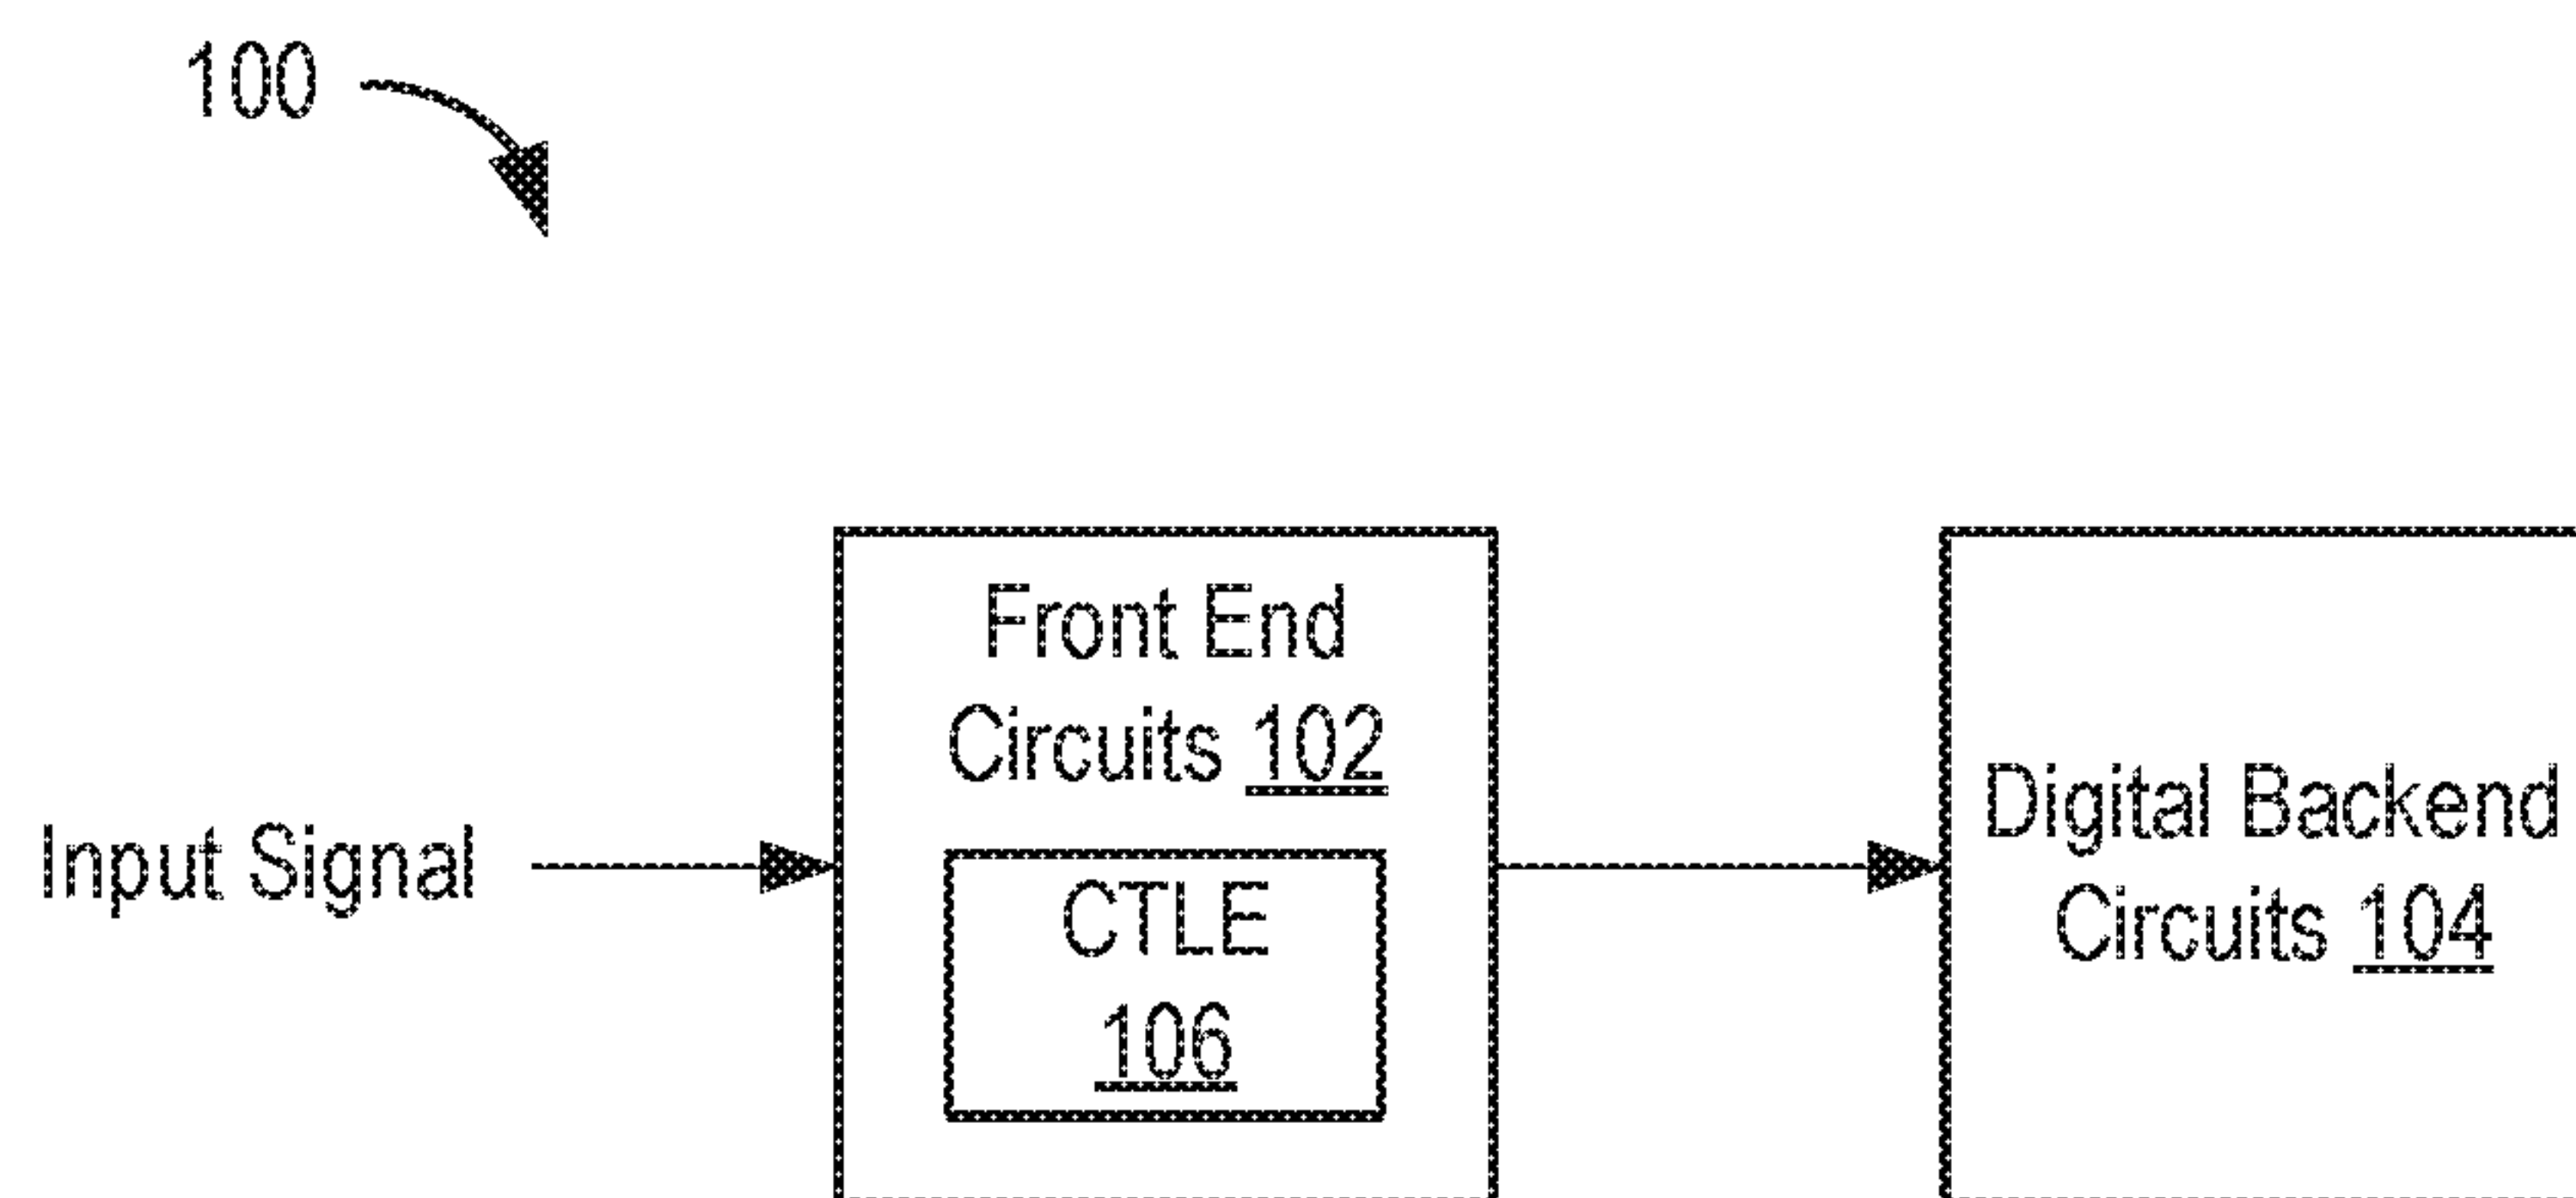 100
Front End
Circuits 102
Input Signal
CTLE
106
Digital Backend
Circuits 104